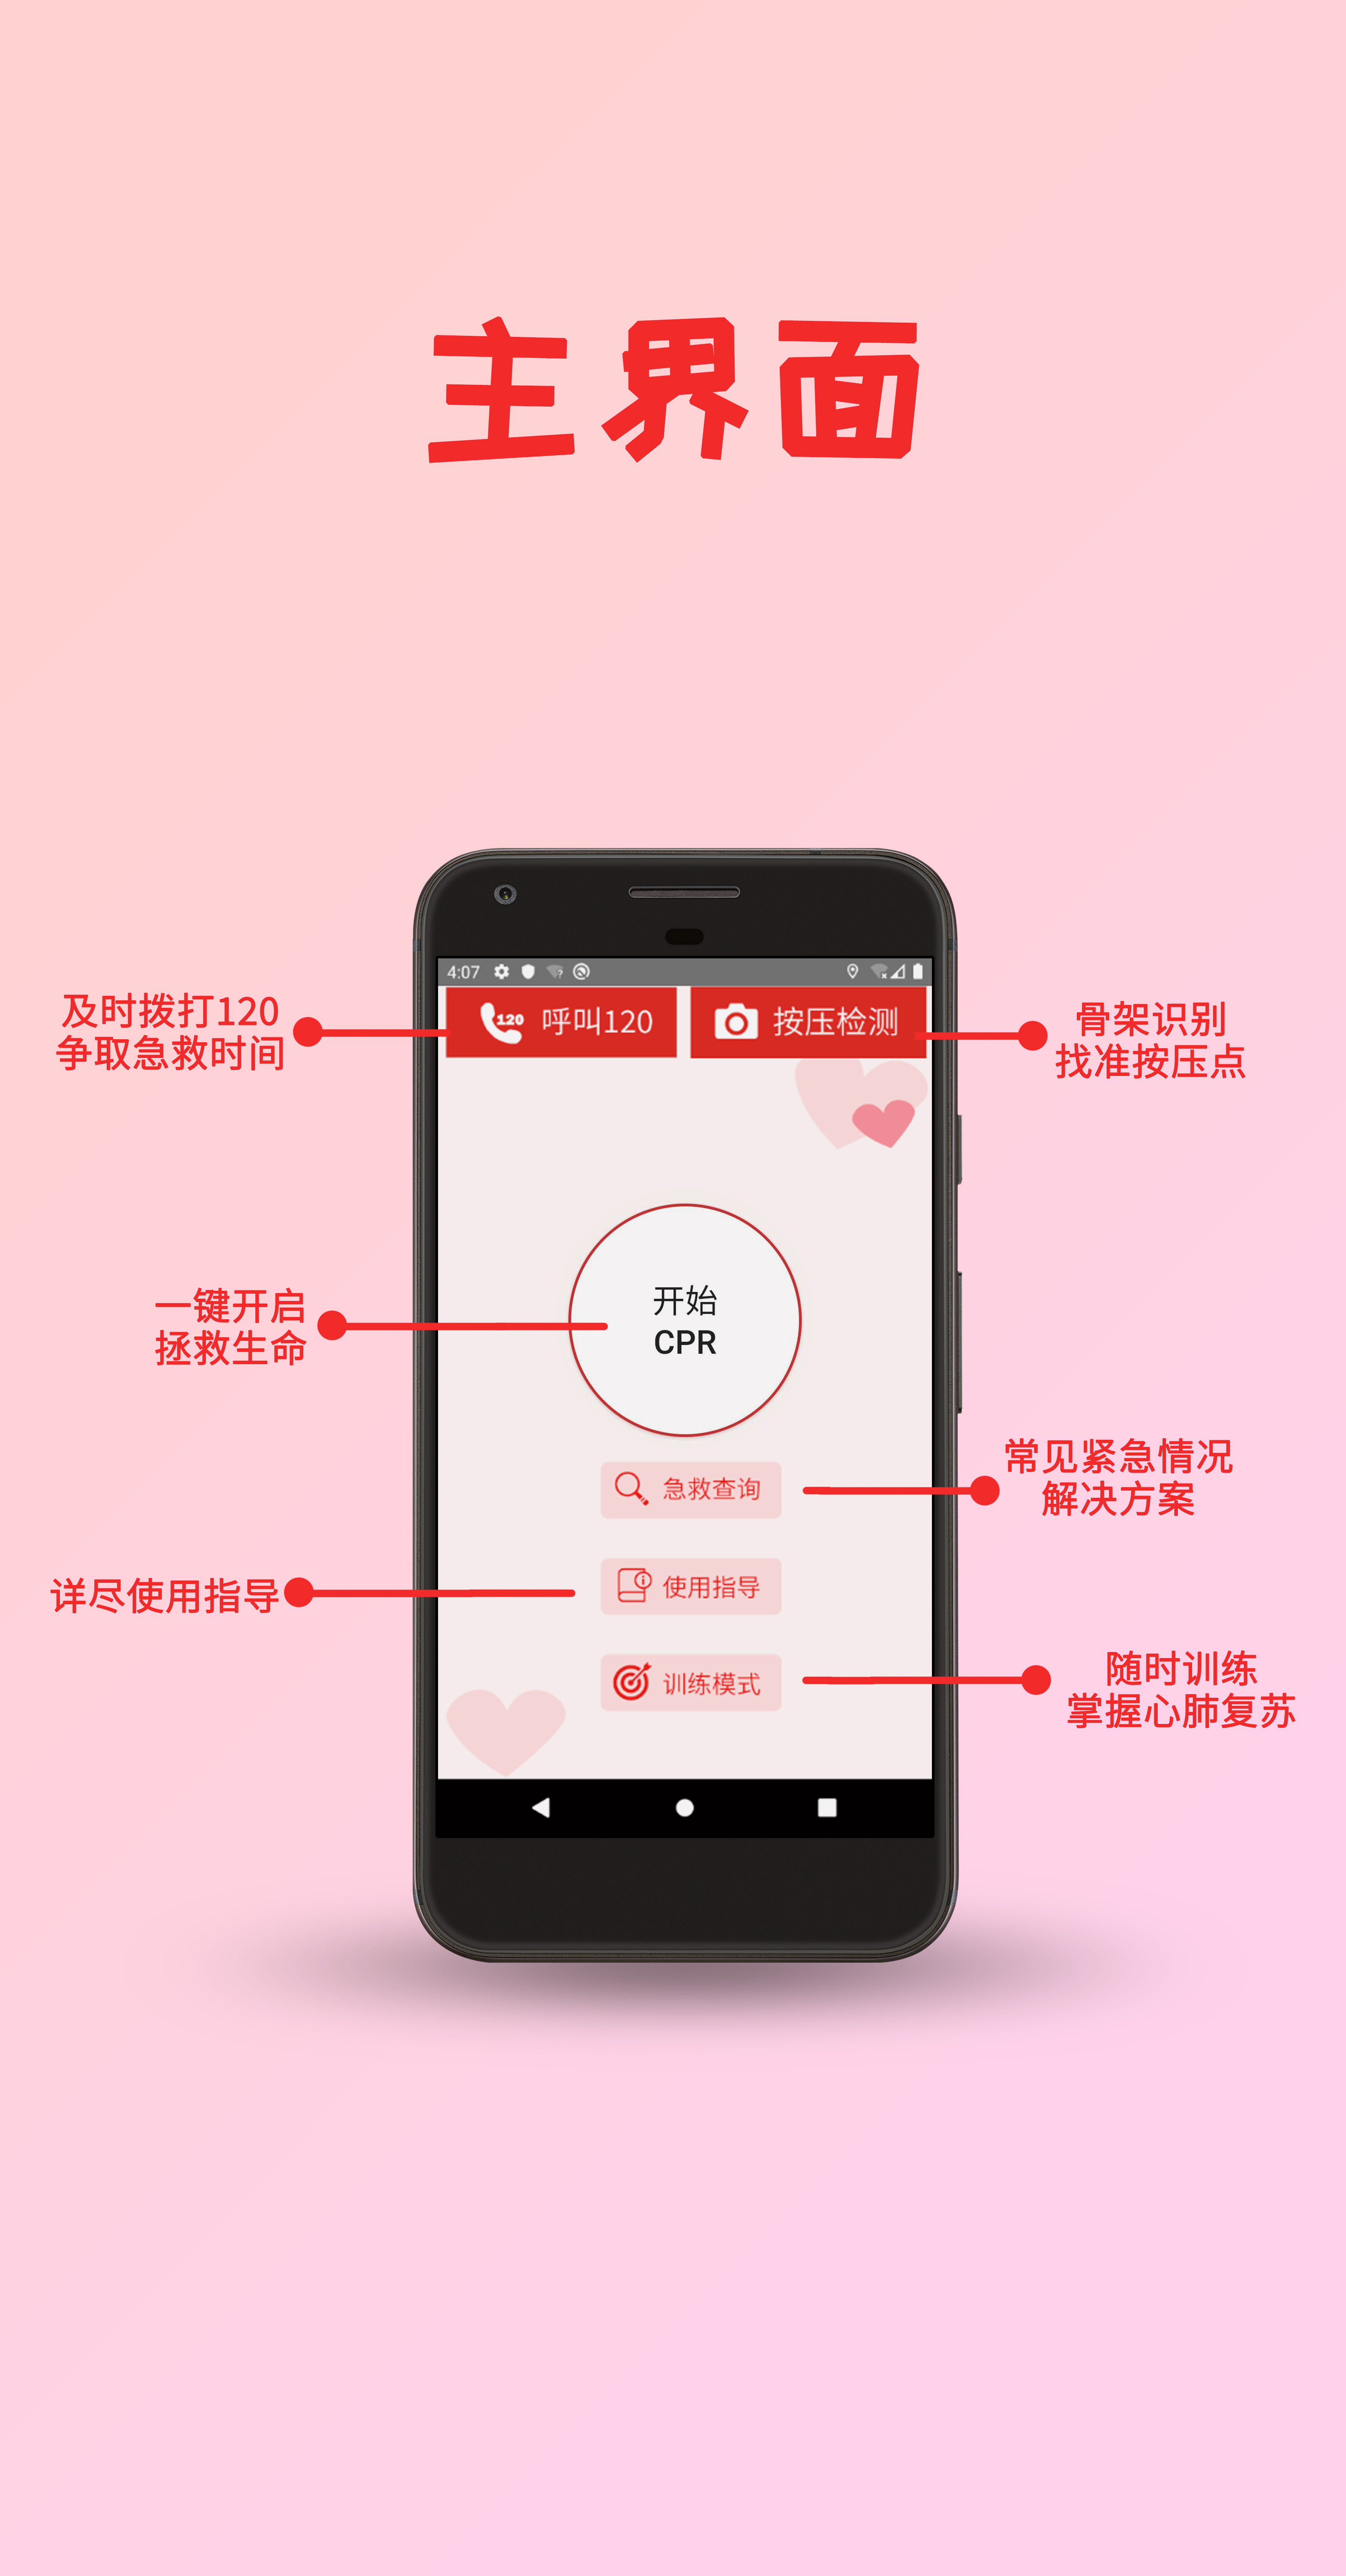 主界面
4:07
及时拨打120
争取急救时间
120 呼叫120
按压检测
骨架识别
找准按压点
一键开启
拯救生命
开始
CPR
常见紧急情况
解决方案
急救查询
详尽使用指导
使用指导
随时训练
掌握心肺复苏
训练模式